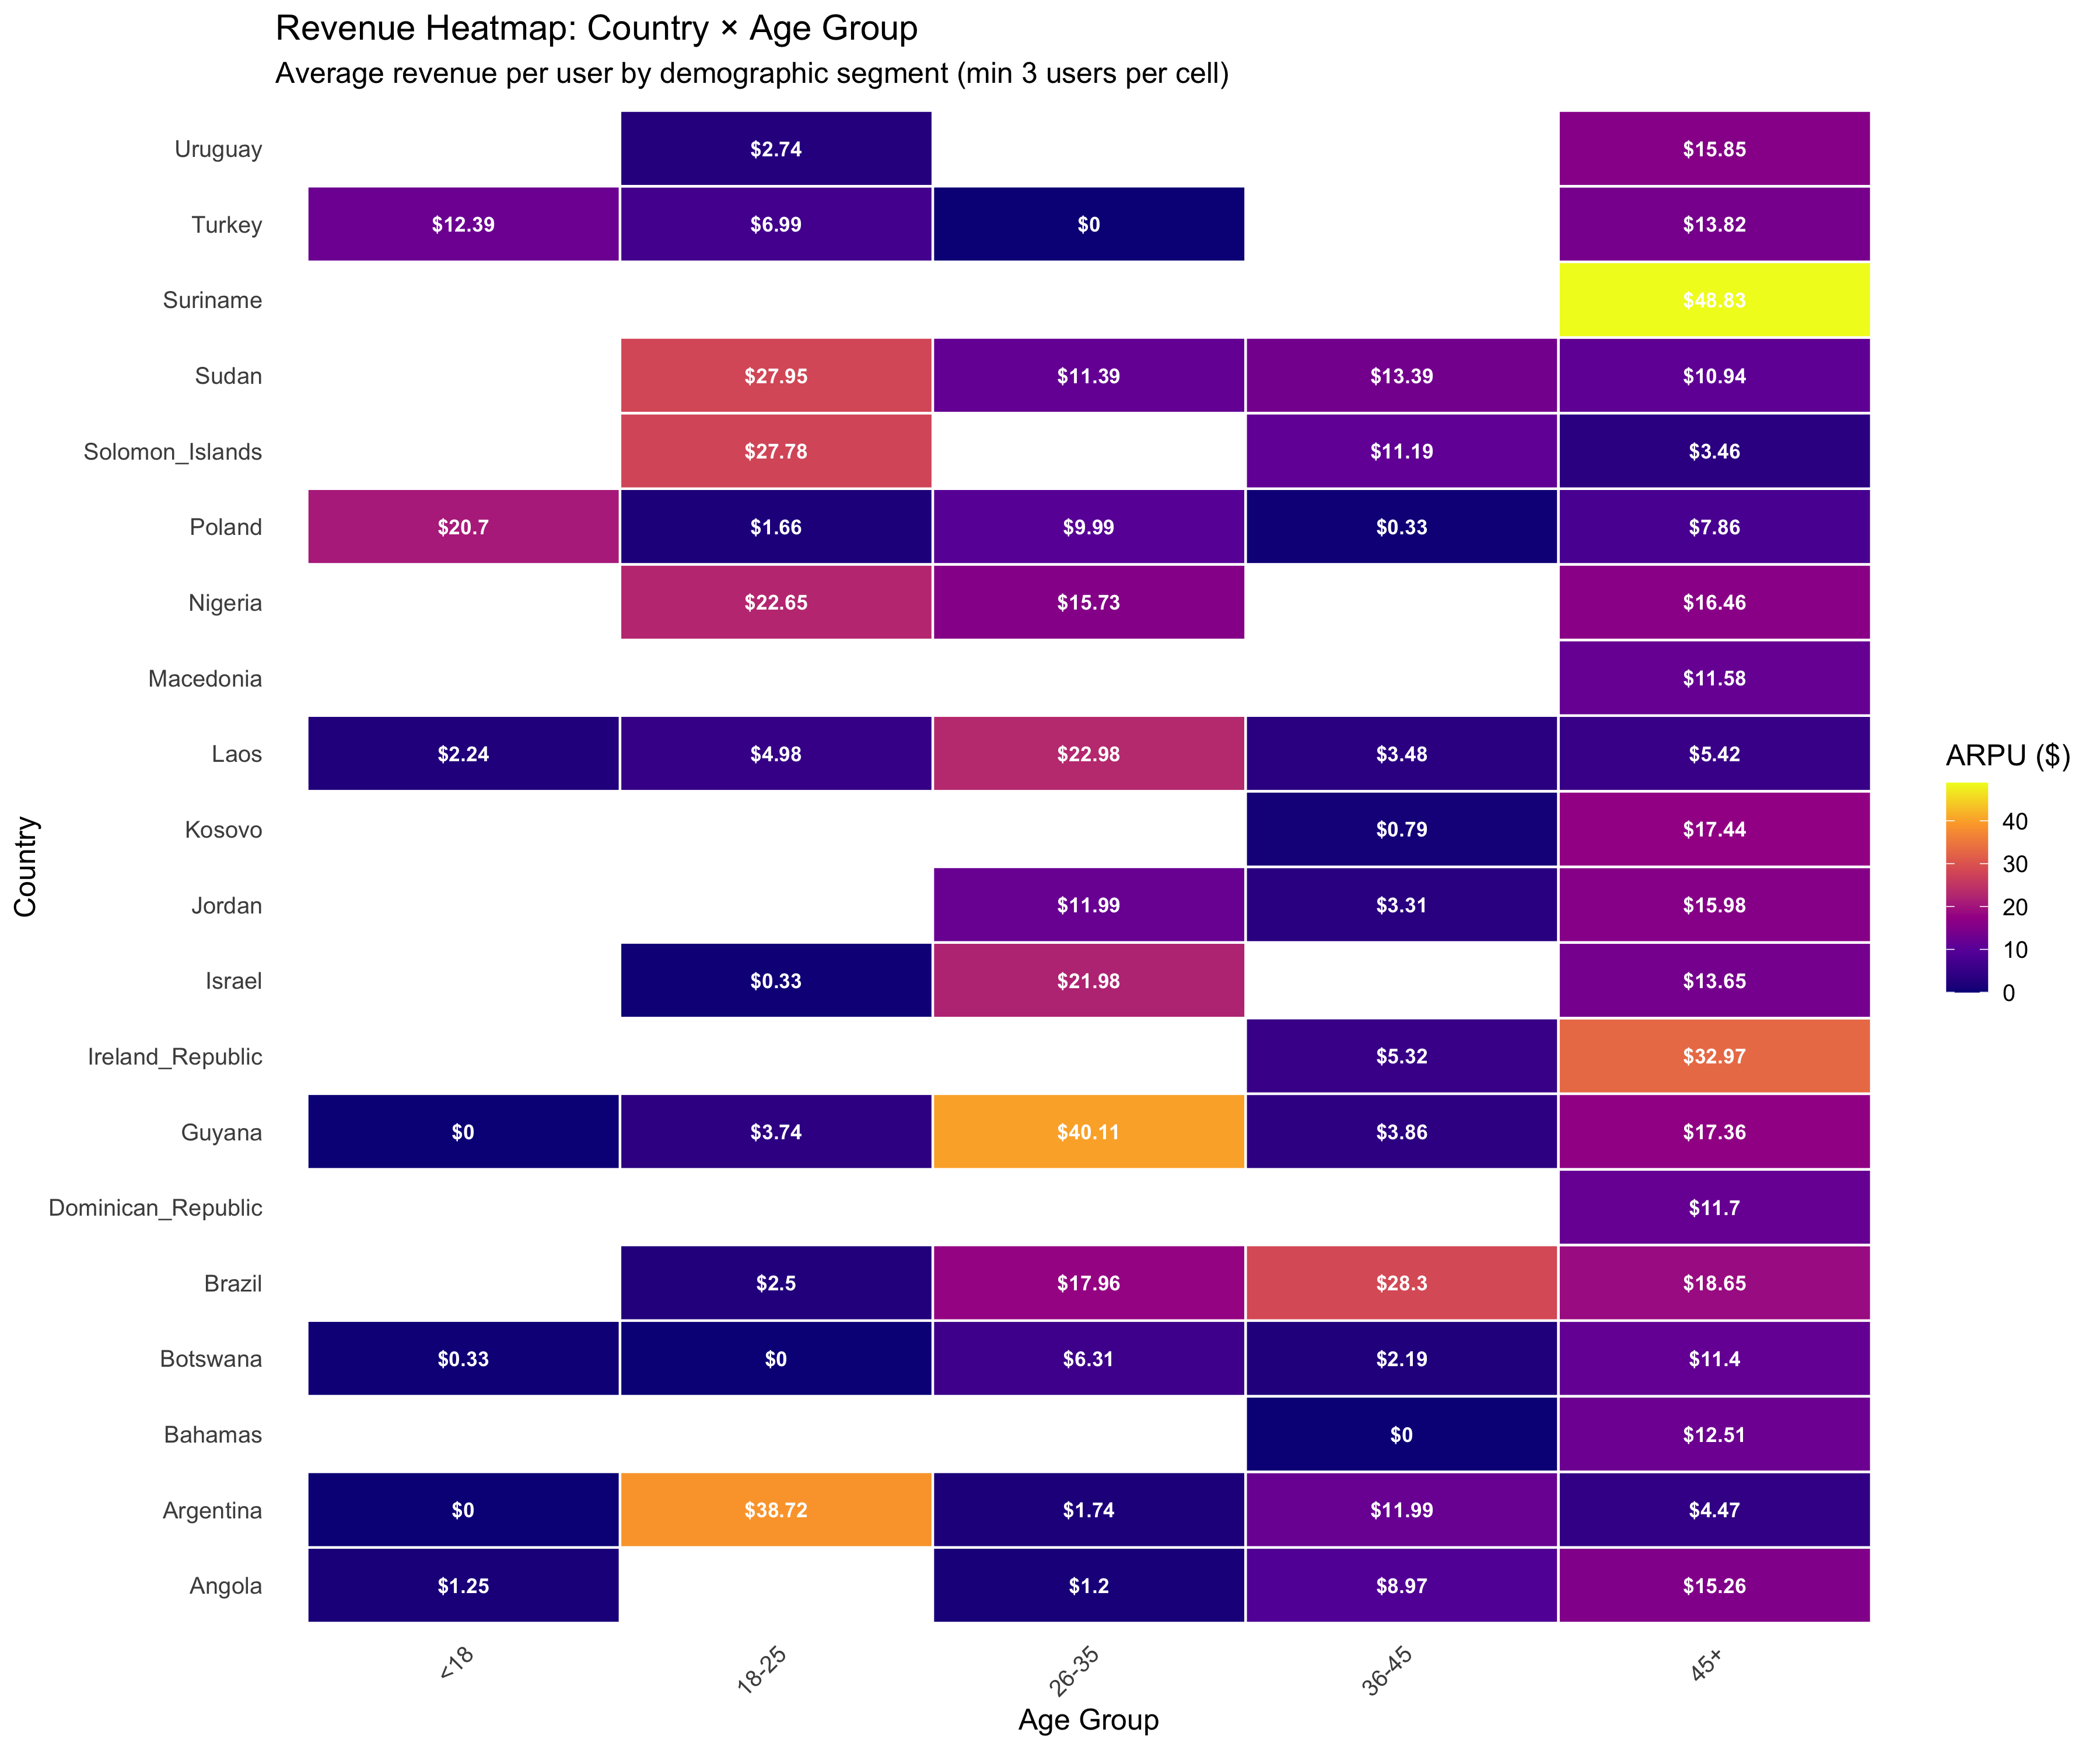 Revenue Heatmap: Country × Age Group
Average revenue per user by demographic segment (min 3 users per cell)
Uruguay $2.74 $15.85
Turkey $12.39 $6.99 $0 $13.82
Suriname $48.83
Sudan $27.95 $11.39 $13.39 $10.94
Solomon_Islands $27.78 $11.19 $3.46
Poland $20.7 $1.66 $9.99 $0.33 $7.86
Nigeria $22.65 $15.73 $16.46
Macedonia $11.58
Laos $2.24 $4.98 $22.98 $3.48 $5.42
Kosovo $0.79 $17.44
Jordan $11.99 $3.31 $15.98
Israel $0.33 $21.98 $13.65
Ireland_Republic $5.32 $32.97
Guyana $0 $3.74 $40.11 $3.86 $17.36
Dominican_Republic $11.7
Brazil $2.5 $17.96 $28.3 $18.65
Botswana $0.33 $0 $6.31 $2.19 $11.4
Bahamas $0 $12.51
Argentina $0 $38.72 $1.74 $11.99 $4.47
Angola $1.25 $1.2 $8.97 $15.26
<18 18-25 26-35 36-45 45+
Age Group
Country
ARPU ($)
40
30
20
10
0